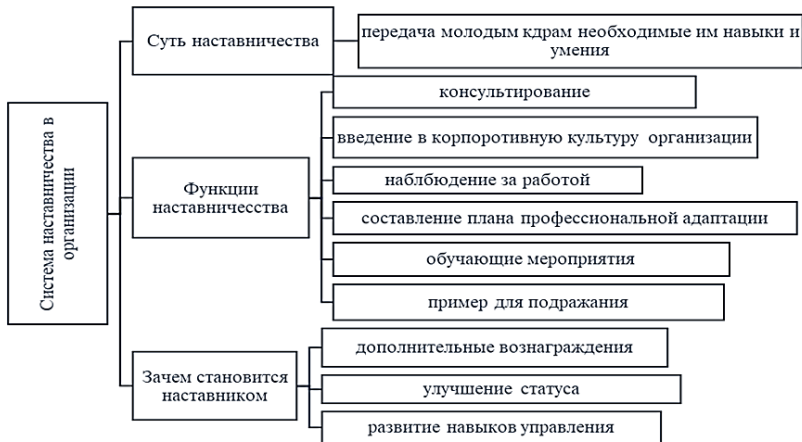 Система наставничества в
организации
Суть наставничества
передача молодым кдрам необходимые им навыки и
умения
Функции
наставничесства
консультирование
введение в корпоротивную культуру организации
наблбюдение за работой
составление плана профессиональной адаптации
обучающие мероприятия
пример для подражания
Зачем становится
наставником
дополнительные вознаграждения
улучшение статуса
развитие навыков управления